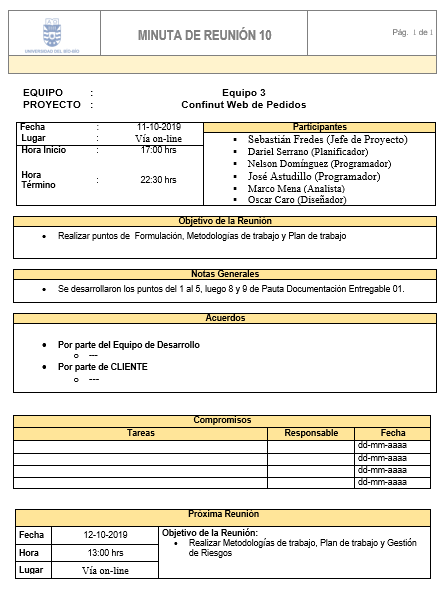 UNIVERSIDAD DEL BÍO-BÍO
MINUTA DE REUNIÓN 10
Pág. 1 de 1
EQUIPO : Equipo 3
PROYECTO : Confinut Web de Pedidos
Fecha : 11-10-2019
Lugar : Vía on-line
Hora Inicio : 17:00 hrs
Hora
Término : 22:30 hrs
Participantes
▪ Sebastián Fredes (Jefe de Proyecto)
▪ Dariel Serrano (Planificador)
▪ Nelson Domínguez (Programador)
▪ José Astudillo (Programador)
▪ Marco Mena (Analista)
▪ Oscar Caro (Diseñador)
Objetivo de la Reunión
• Realizar puntos de Formulación, Metodologías de trabajo y Plan de trabajo
Notas Generales
• Se desarrollaron los puntos del 1 al 5, luego 8 y 9 de Pauta Documentación Entregable 01.
Acuerdos
• Por parte del Equipo de Desarrollo
o ---
• Por parte de CLIENTE
o ---
Compromisos
Tareas Responsable Fecha
dd-mm-aaaa
dd-mm-aaaa
dd-mm-aaaa
dd-mm-aaaa
Próxima Reunión
Fecha 12-10-2019
Hora 13:00 hrs
Lugar Vía on-line
Objetivo de la Reunión:
• Realizar Metodologías de trabajo, Plan de trabajo y Gestión
de Riesgos